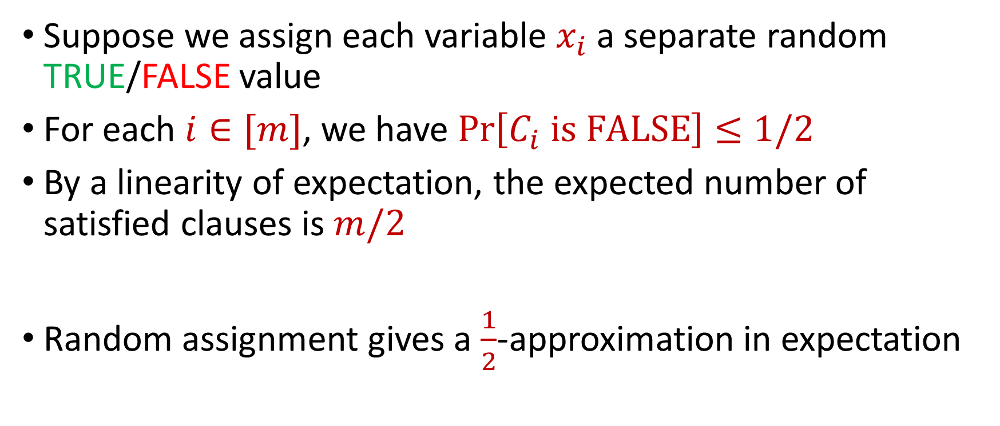 • Suppose we assign each variable $x_i$ a separate random
TRUE/FALSE value
• For each $i \in [m]$, we have $\Pr[C_i \text{ is FALSE}] \leq 1/2$
• By a linearity of expectation, the expected number of
satisfied clauses is $m/2$
• Random assignment gives a $\frac{1}{2}$-approximation in expectation